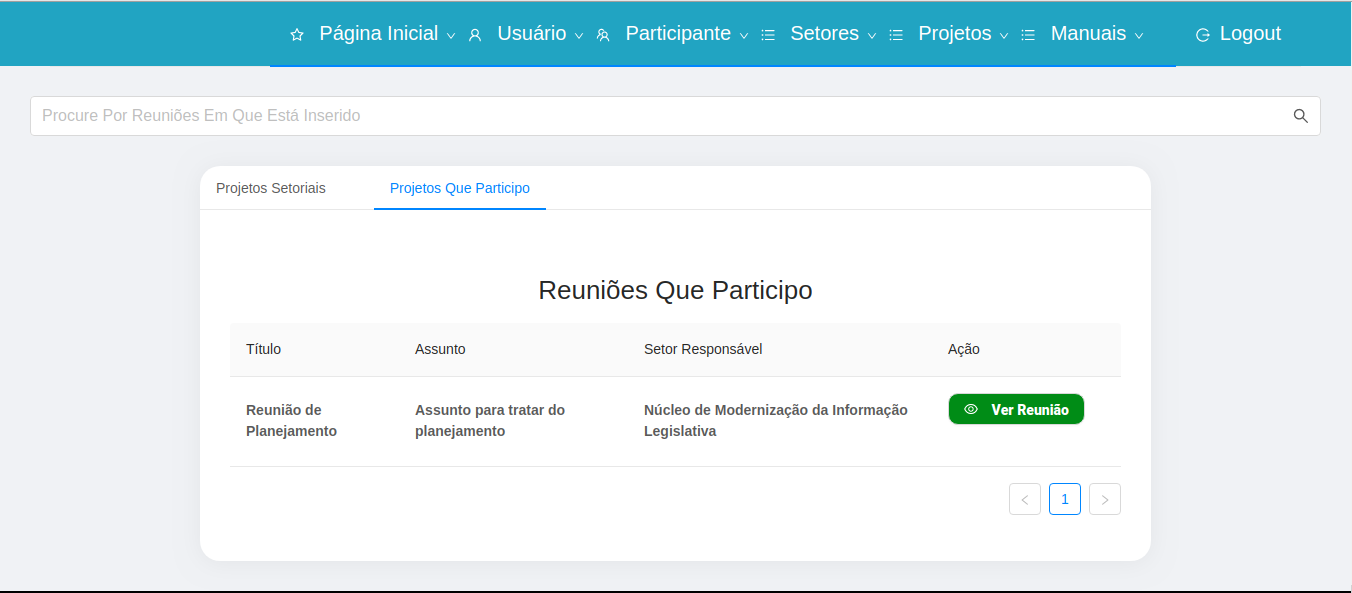 Página Inicial Usuário Participante Setores Projetos Manuais Logout
Procure Por Reuniões Em Que Está Inserido
Projetos Setoriais Projetos Que Participo
Reuniões Que Participo
Título Assunto Setor Responsável Ação
Reunião de Planejamento
Assunto para tratar do planejamento
Núcleo de Modernização da Informação Legislativa
Ver Reunião
1